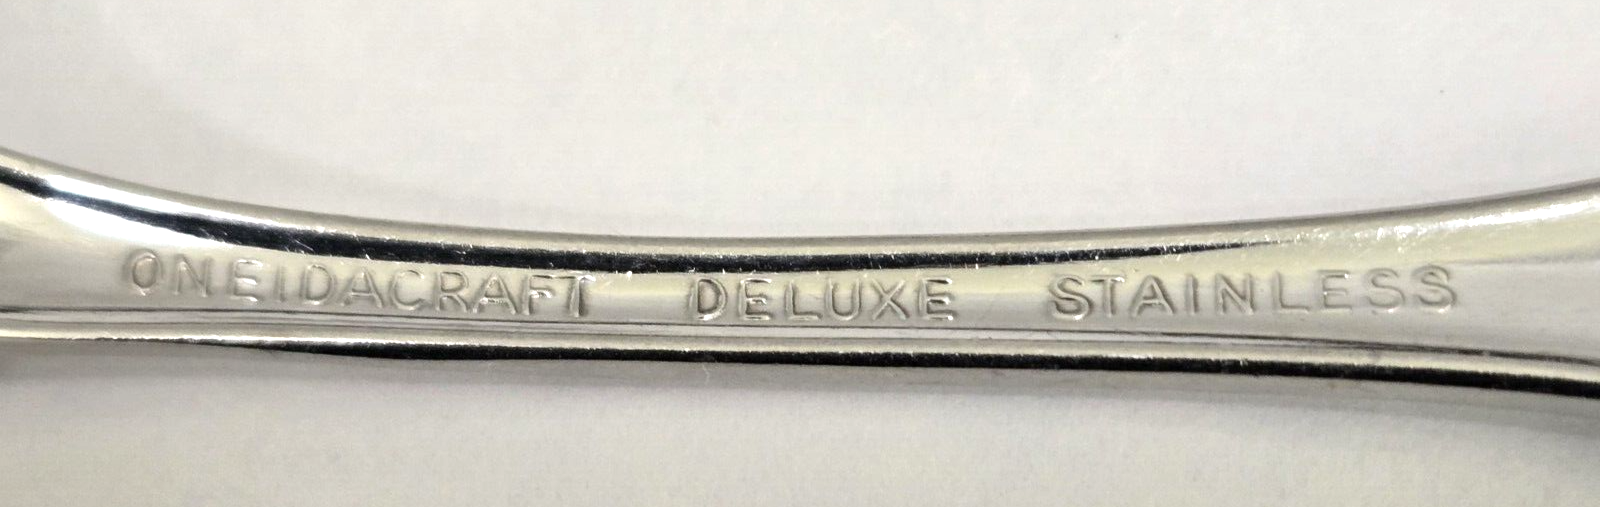 ONEIDACRAFT DELUXE STAINLESS